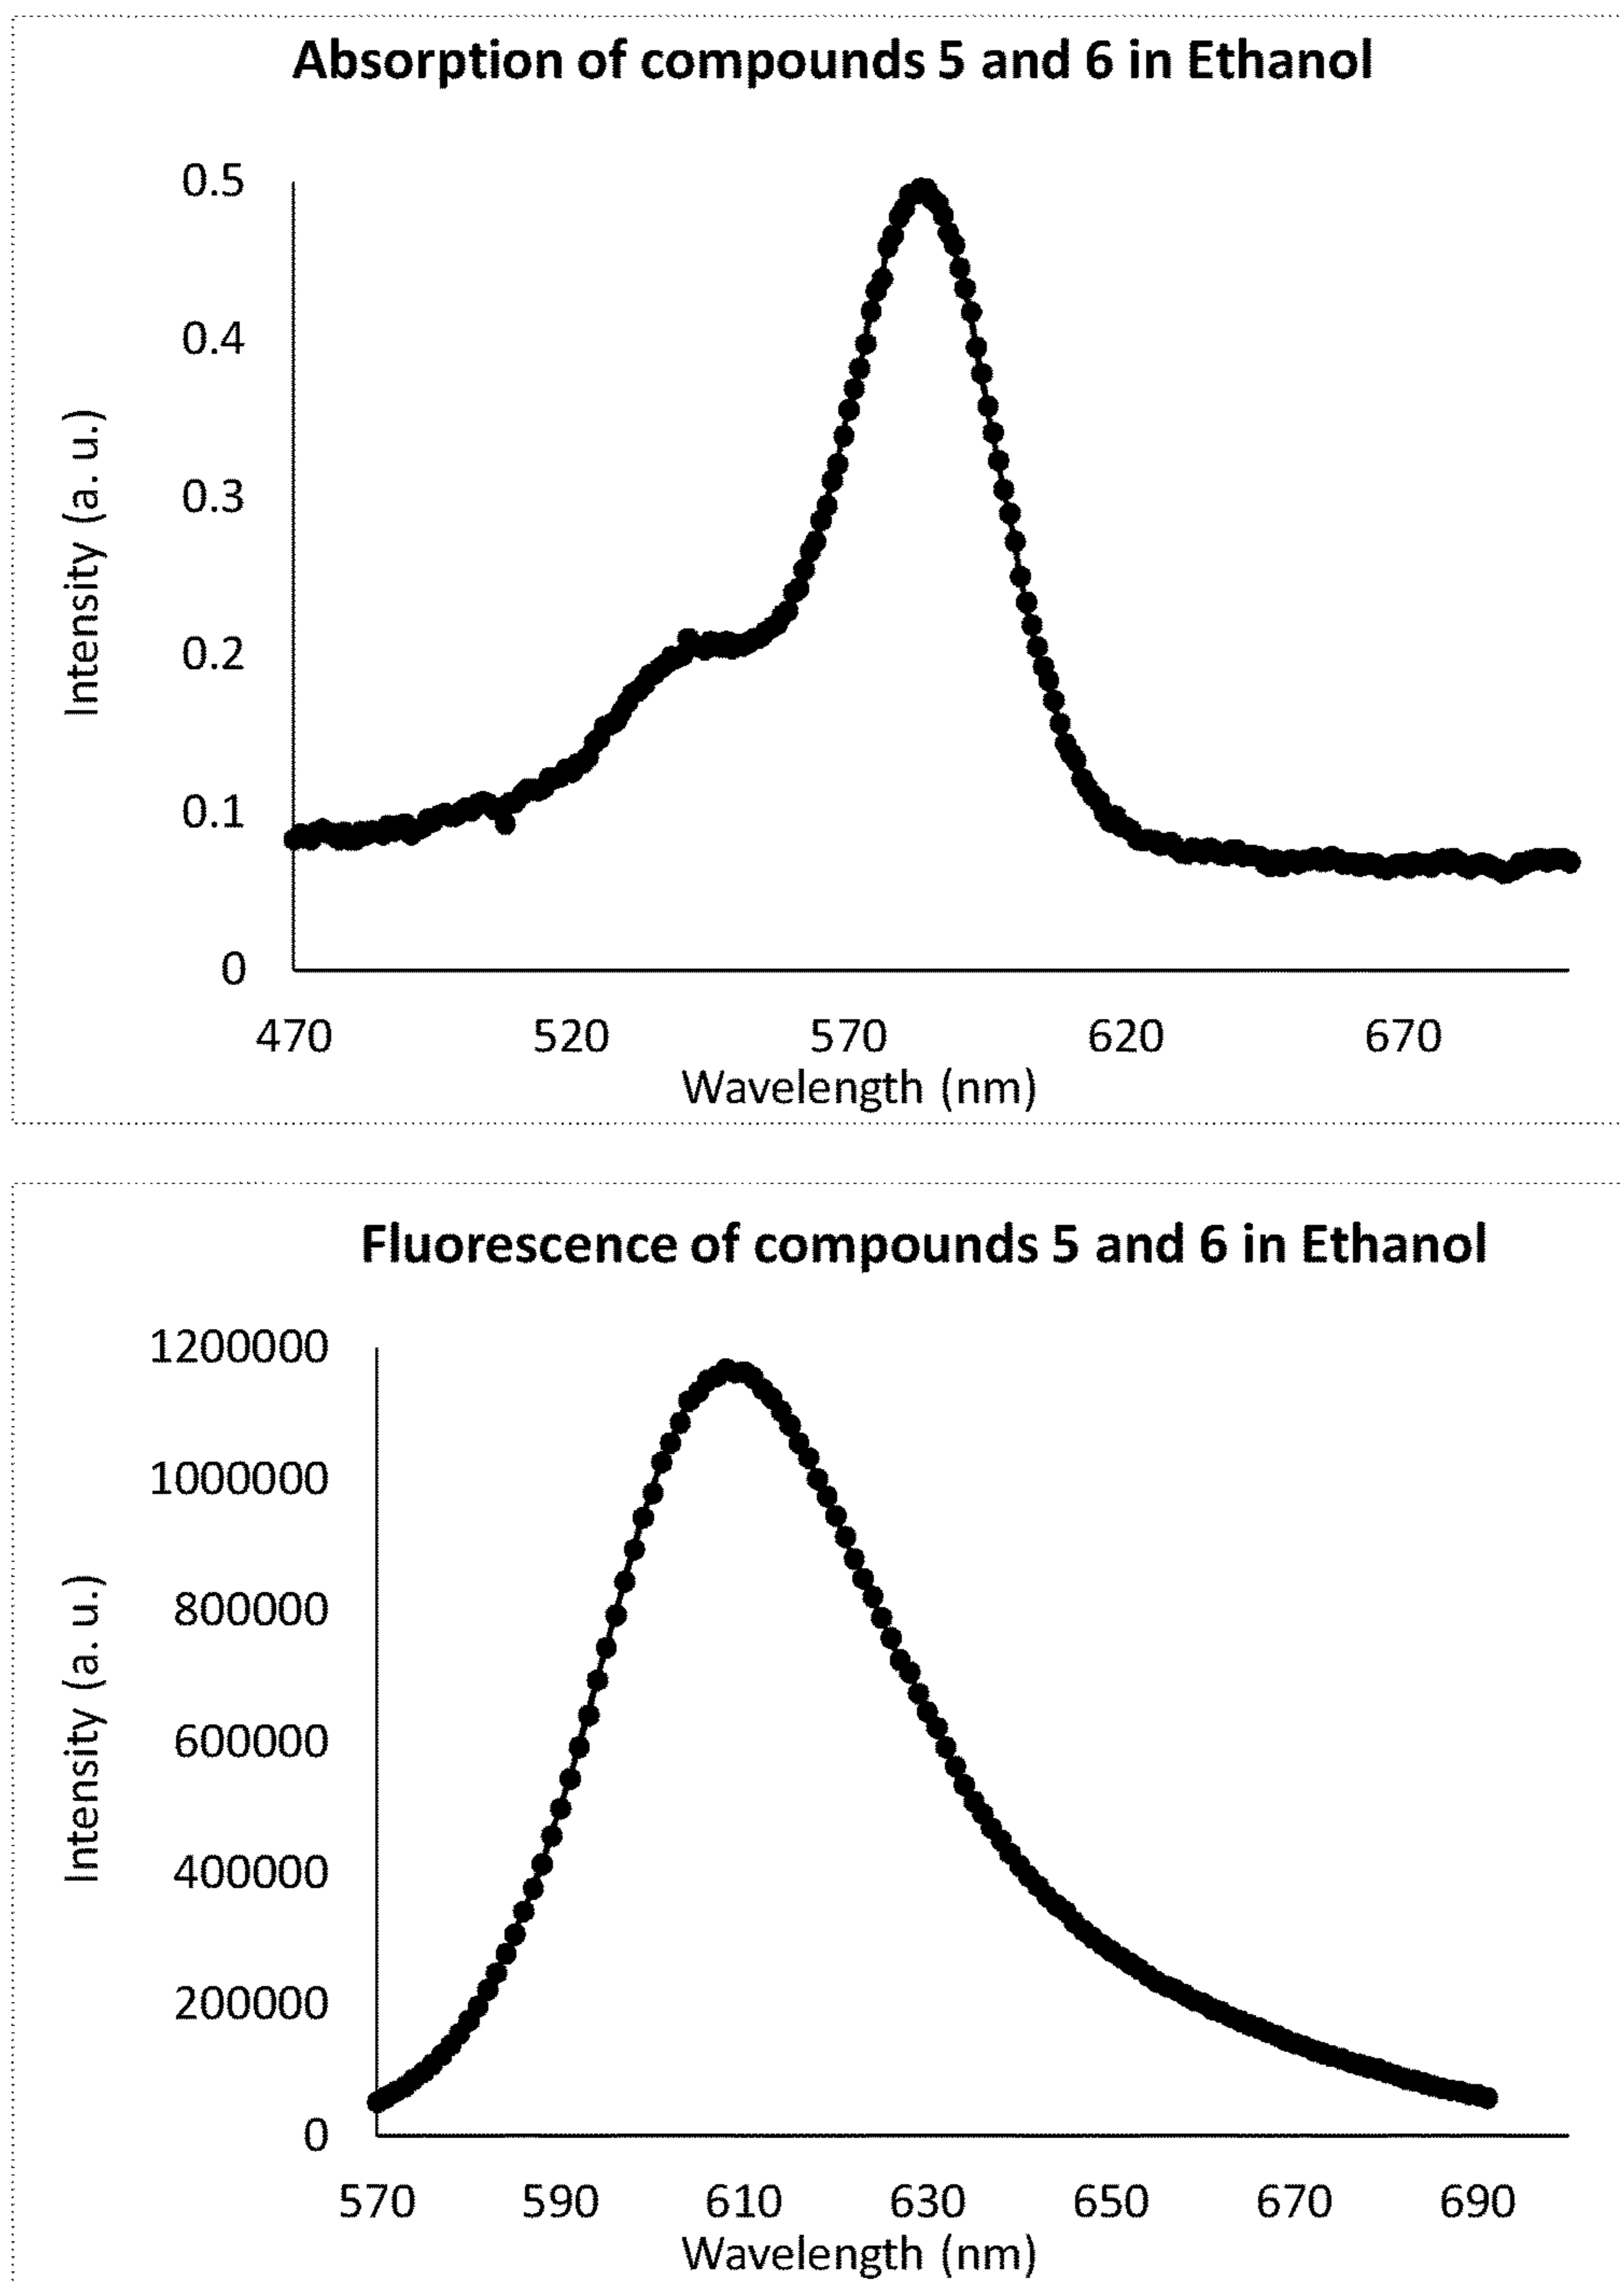 Absorption of compounds 5 and 6 in Ethanol
0.5
0.4
0.3
0.2
0.1
0
Intensity (a. u.)
470 520 570 620 670
Wavelength (nm)
Fluorescence of compounds 5 and 6 in Ethanol
1200000
1000000
800000
600000
400000
200000
0
Intensity (a. u.)
570 590 610 630 650 670 690
Wavelength (nm)